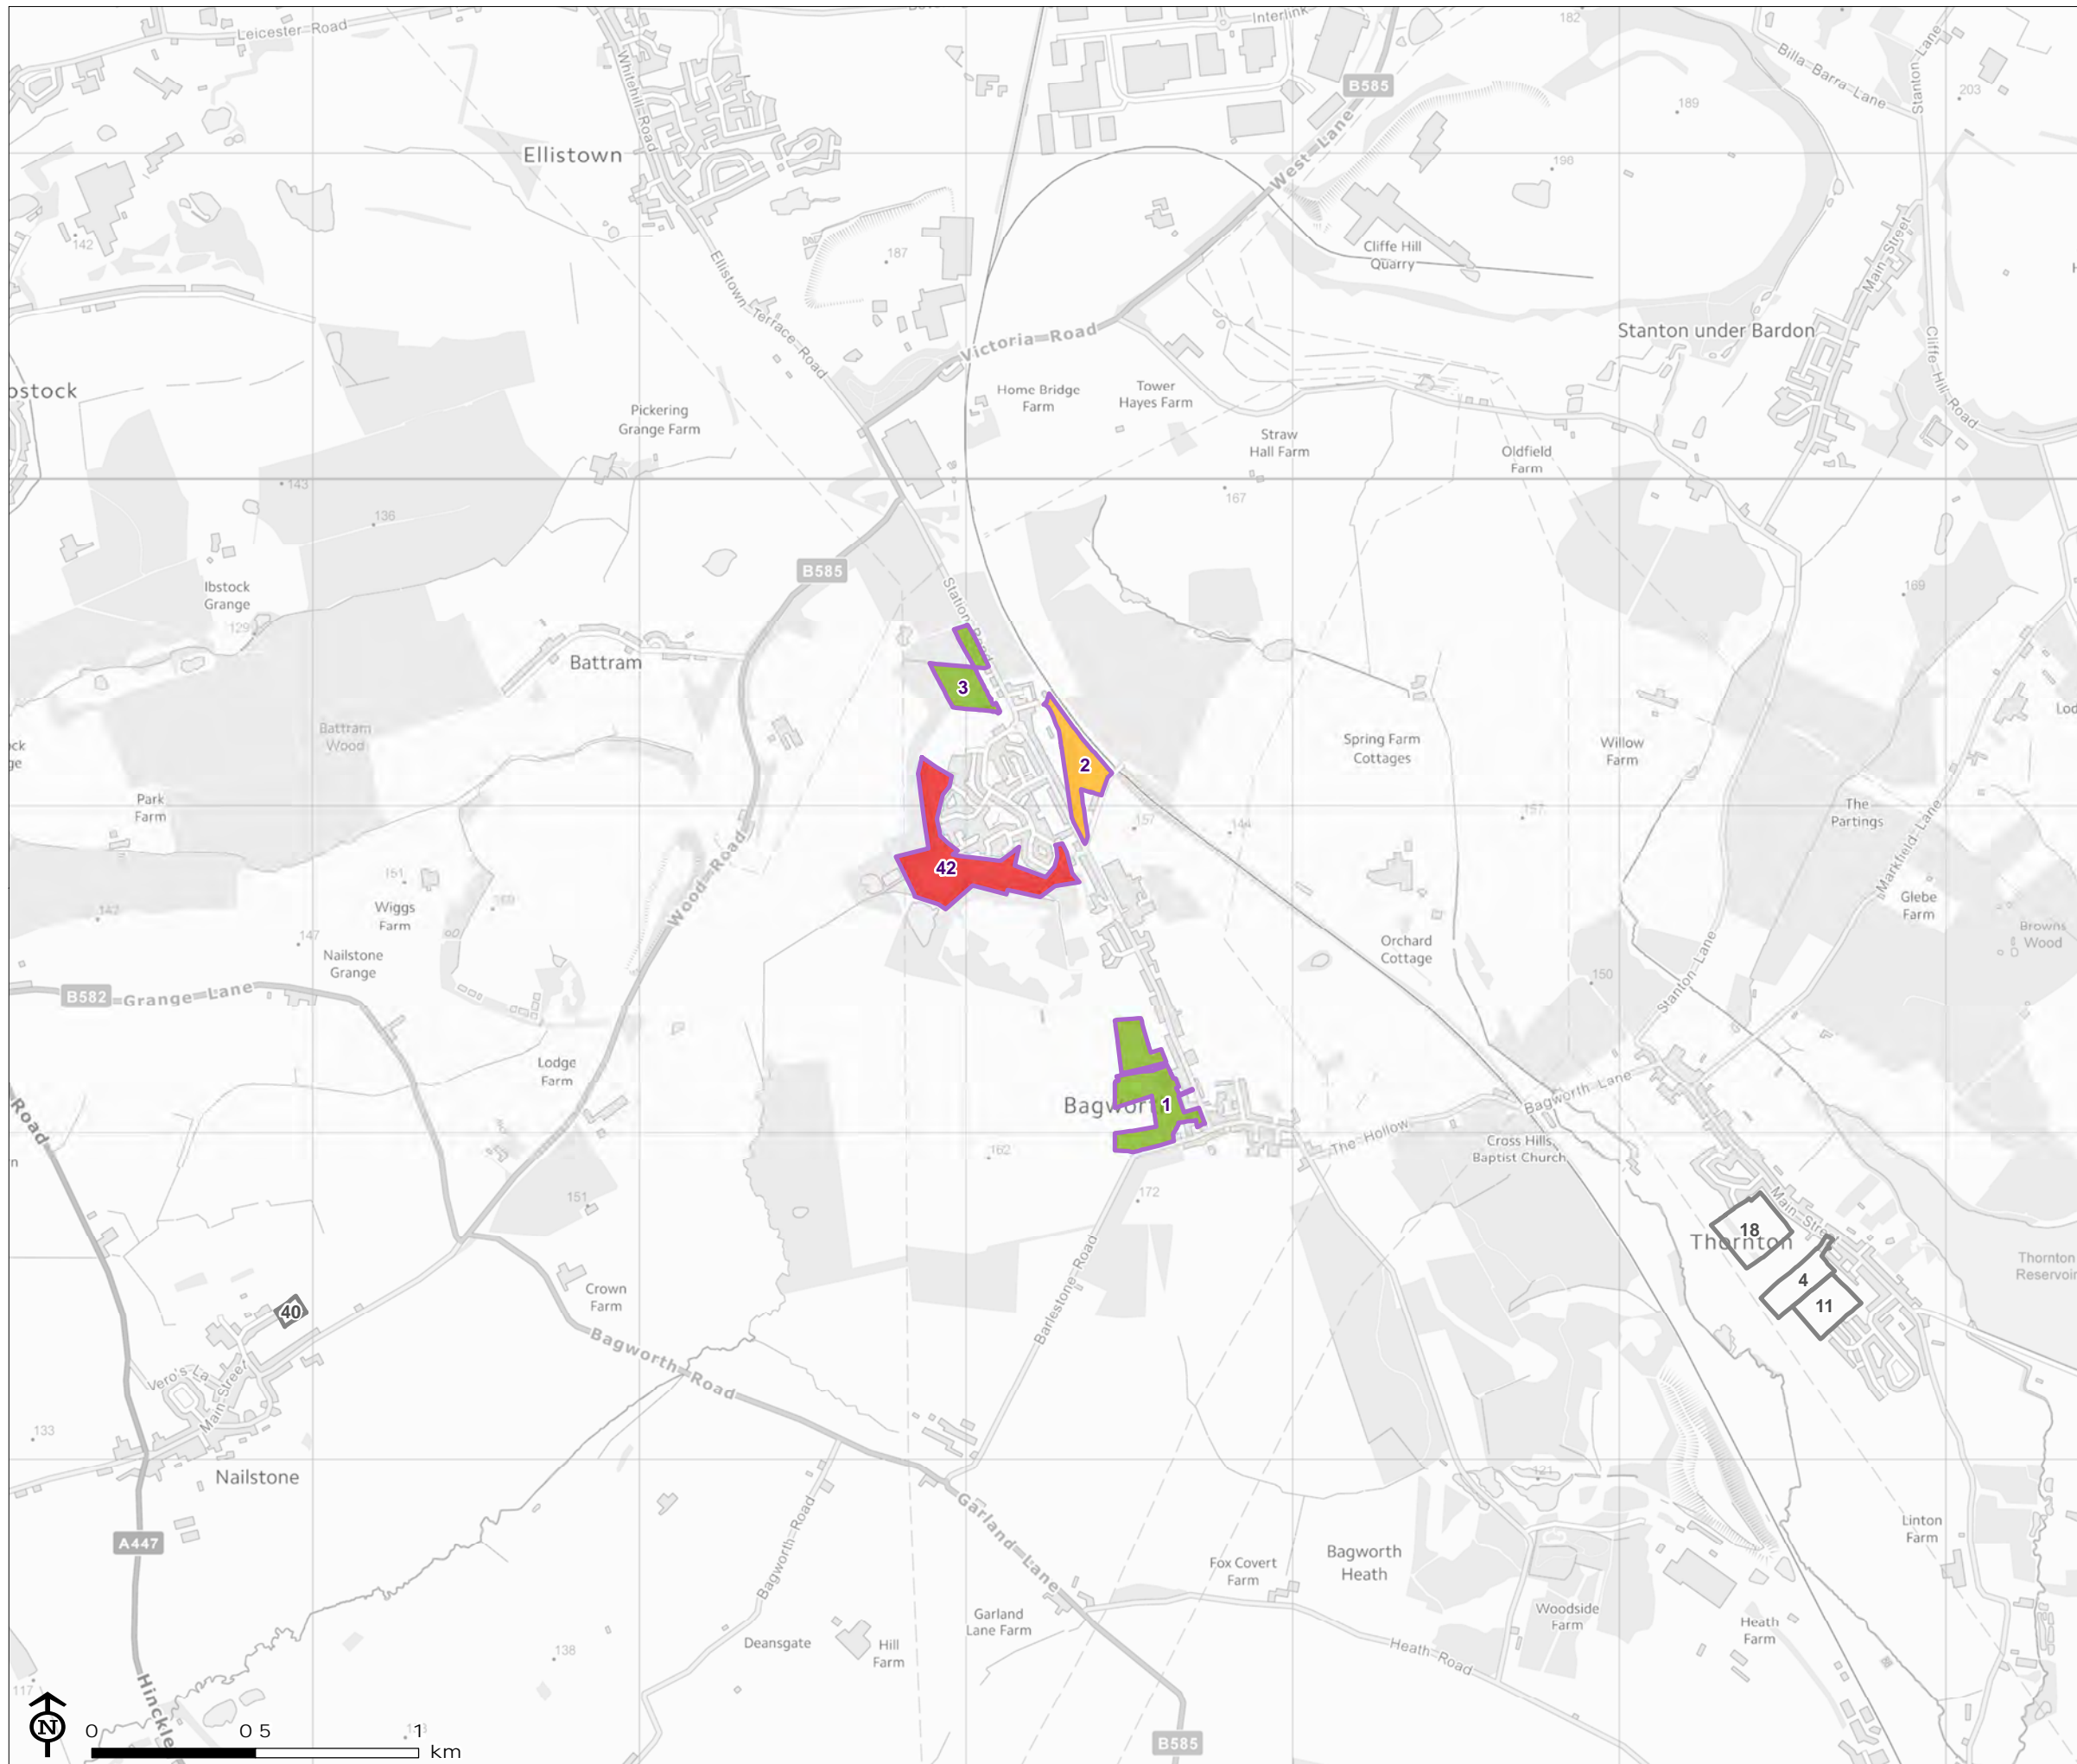 Leicester Road
Interlink
182
Whitehill Road
B585
Billa Barra Lane
Stanton Lane
203
189
Ellistown
West Lane
198
142
187
Cliffe Hill
Quarry
Main Street
Ellistown Terrace Road
Victoria Road
Stanton under Bardon
Cliffe Hill Road
ostock
Pickering
Grange Farm
Home Bridge
Farm
Tower
Hayes Farm
Straw
Hall Farm
Oldfield
Farm
143
167
136
B585
Ibstock
Grange
129
Station Road
169
Battram
3
Battram
Wood
2
Spring Farm
Cottages
Willow
Farm
Lod
ck
ge
Park
Farm
157
144
157
The
Partings
Wood Road
42
151
Markfield Lane
Wiggs
Farm
142
147
Glebe
Farm
Browns
Wood
Nailstone
Grange
Orchard
Cottage
150
B582
Grange Lane
Stanton Lane
Lodge
Farm
Road
Bagworth
1
Bagworth Lane
The Hollow
162
Cross Hills
Baptist Church
n
151
172
Main Street
18
Thornton
Thornton
Reservoir
4
11
Crown
Farm
40
Barlestone Road
Bagworth Road
Vero's La
Main Street
133
Nailstone
121
Garland Lane
Bagworth Road
A447
Linton
Farm
Fox Covert
Farm
Bagworth
Heath
Garland
Lane Farm
Woodside
Farm
Heath
Farm
Deansgate
Hill
Farm
138
Heath Road
117
Hinckle
N
0
0 5
1
km
B585